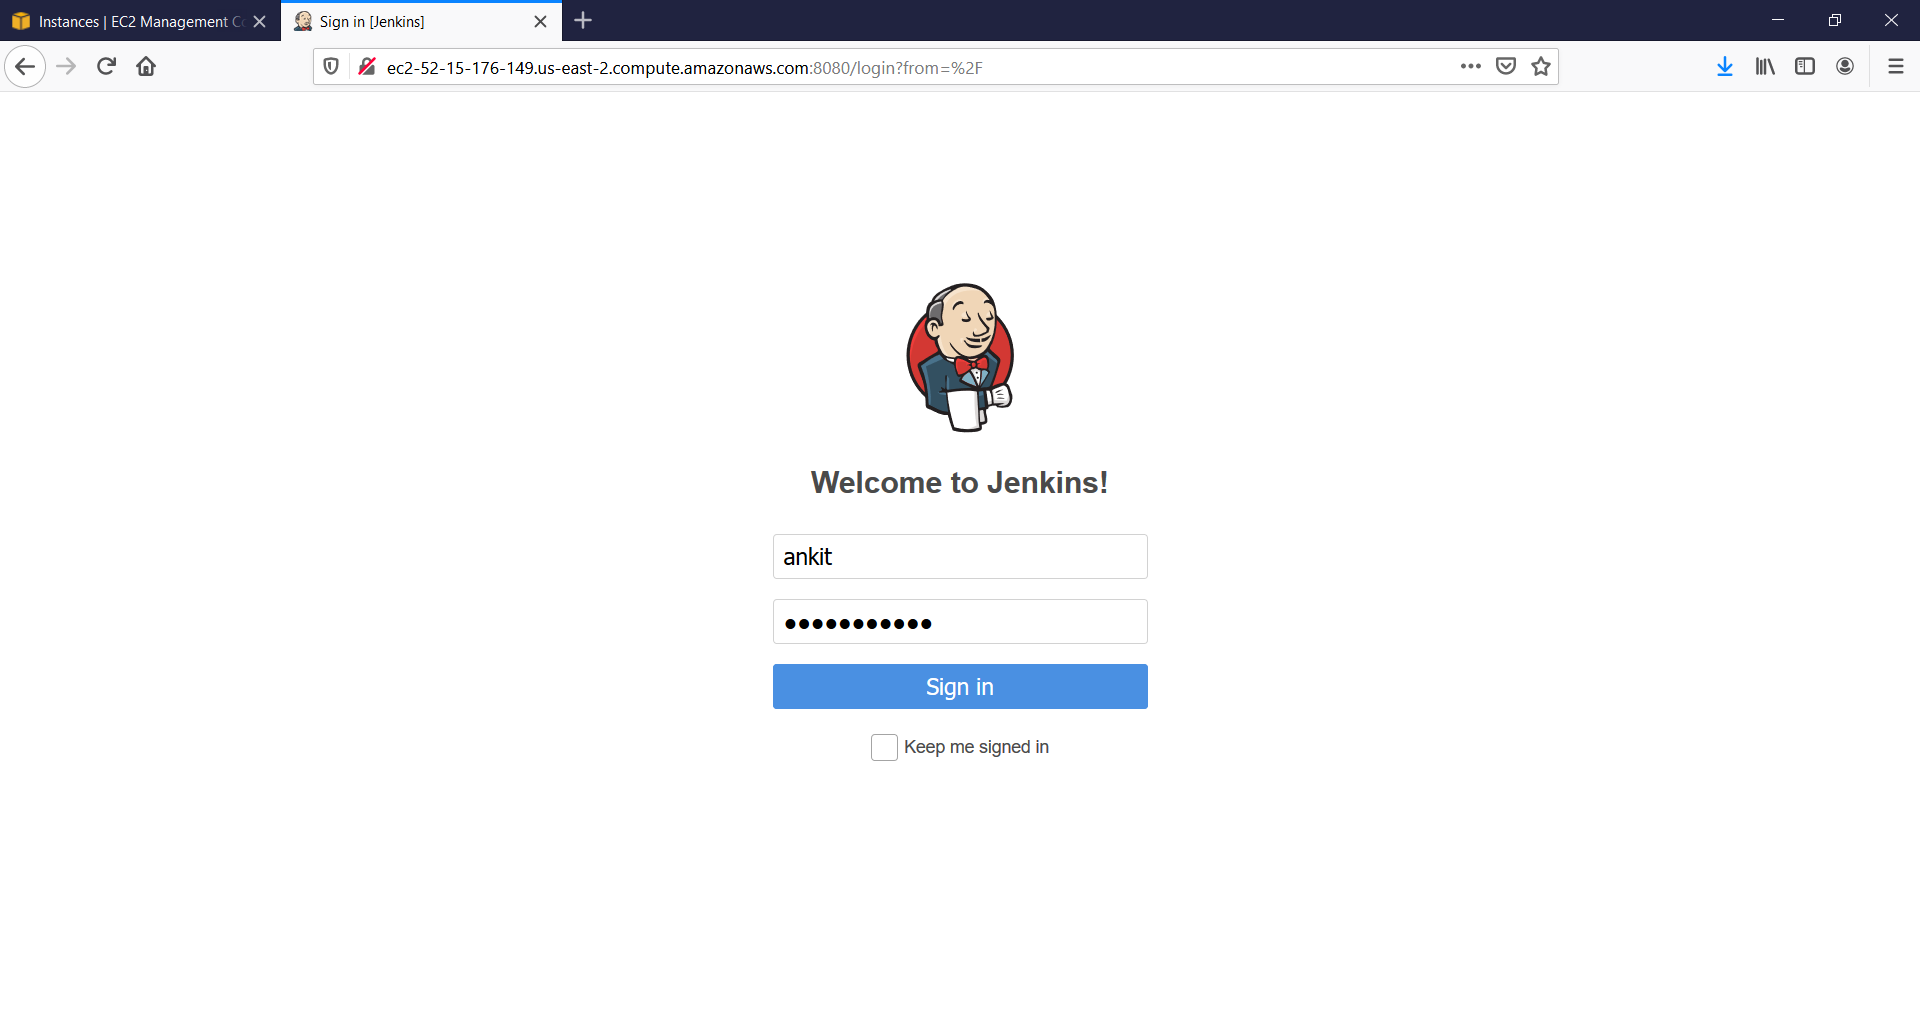 Instances | EC2 Management Co
Sign in [Jenkins]
ec2-52-15-176-149.us-east-2.compute.amazonaws.com:8080/login?from=%2F
Welcome to Jenkins!
ankit
●●●●●●●●●●●
Sign in
Keep me signed in